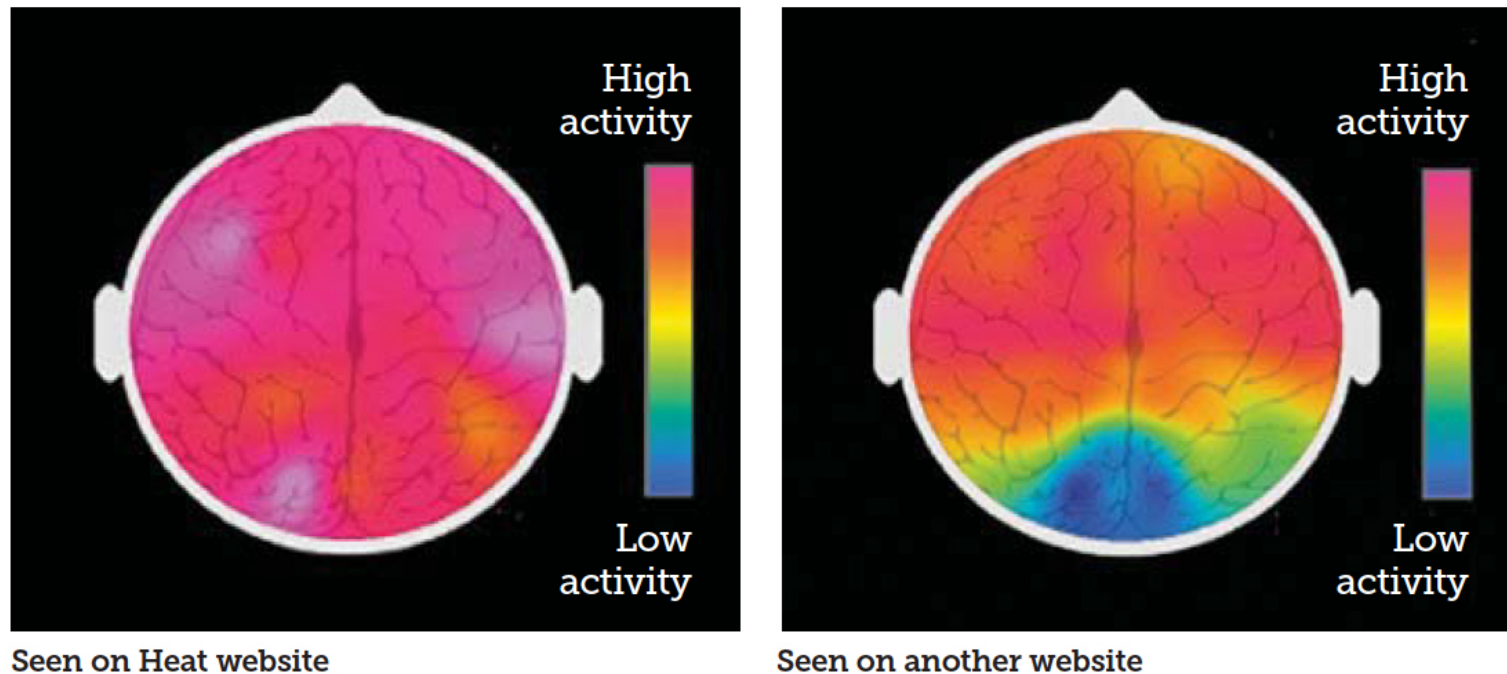 High
activity
Low
activity
Seen on Heat website
High
activity
Low
activity
Seen on another website